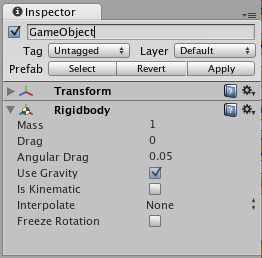 Inspector
GameObject
Tag Untagged Layer Default
Prefab Select Revert Apply
Transform
Rigidbody
Mass 1
Drag 0
Angular Drag 0.05
Use Gravity
Is Kinematic
Interpolate None
Freeze Rotation